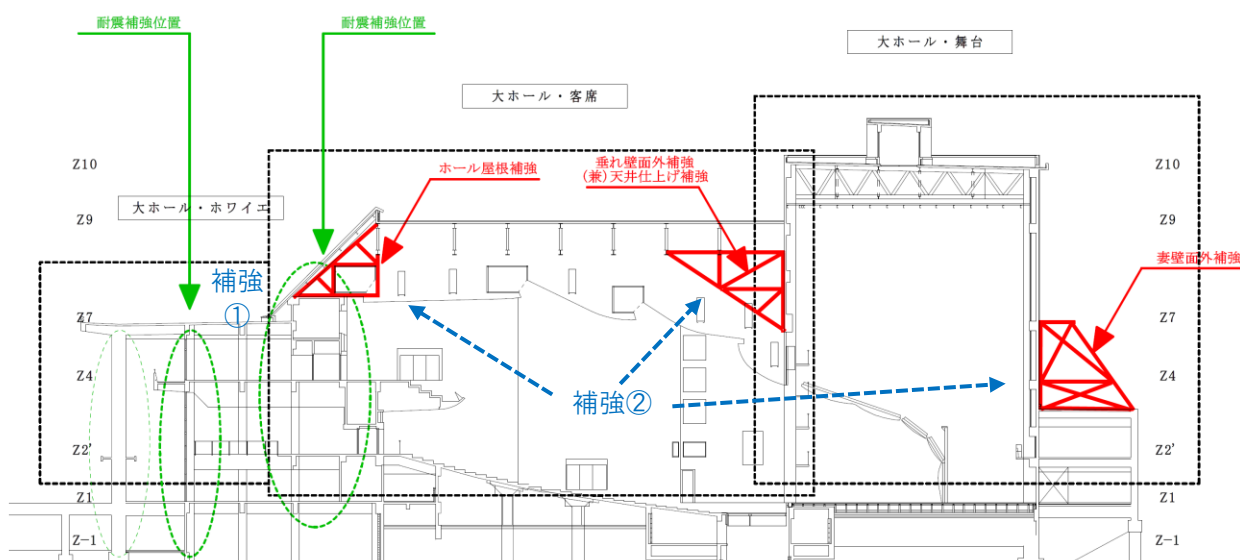 耐震補強位置
耐震補強位置
大ホール・舞台
大ホール・客席
Z10
ホール屋根補強
垂れ壁面外補強
(兼)天井仕上げ補強
Z10
大ホール・ホワイエ
Z9
Z9
妻壁面外補強
補強
①
Z7
Z7
Z4
Z4
補強②
Z2'
Z2'
Z1
Z1
Z-1
Z-1